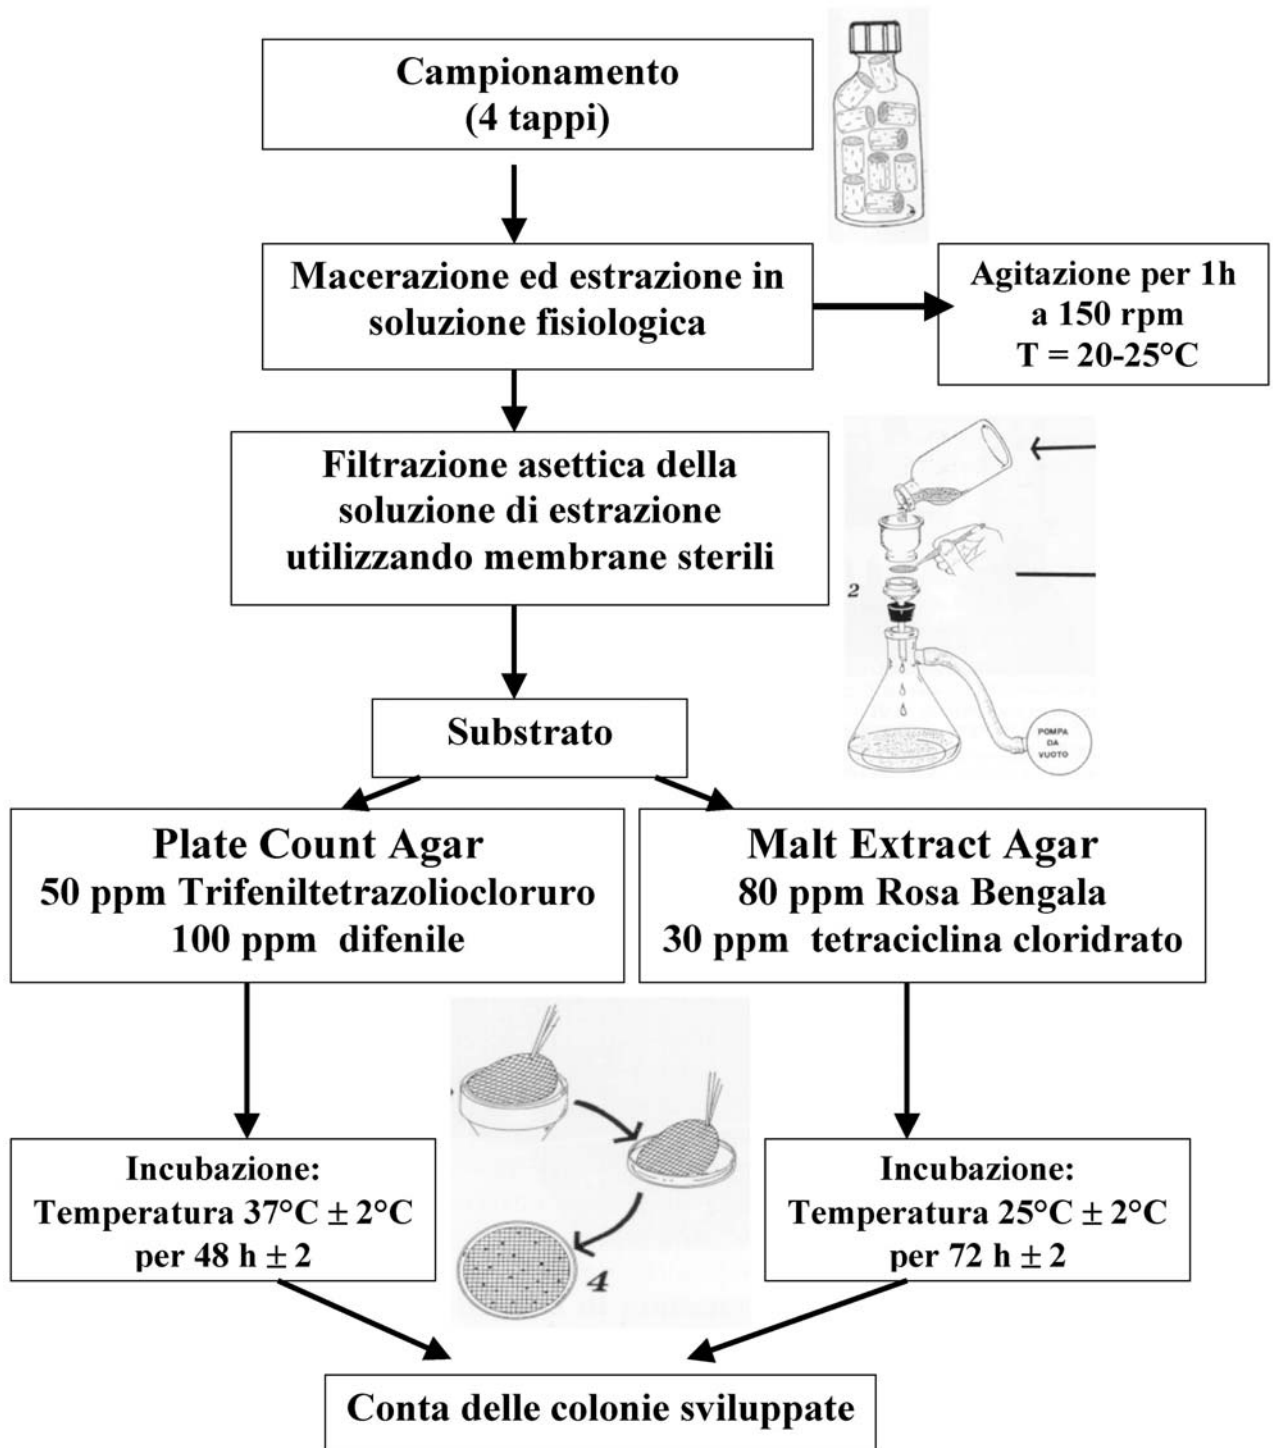 Campionamento
(4 tappi)
Macerazione ed estrazione in
soluzione fisiologica
Agitazione per 1h
a 150 rpm
T = 20-25°C
Filtrazione asettica della
soluzione di estrazione
utilizzando membrane sterili
2
POMPA
DA
VUOTO
Substrato
Plate Count Agar
50 ppm Trifeniltetrazoliocloruro
100 ppm difenile
Malt Extract Agar
80 ppm Rosa Bengala
30 ppm tetraciclina cloridrato
Incubazione:
Temperatura 37°C ± 2°C
per 48 h ± 2
4
Incubazione:
Temperatura 25°C ± 2°C
per 72 h ± 2
Conta delle colonie sviluppate